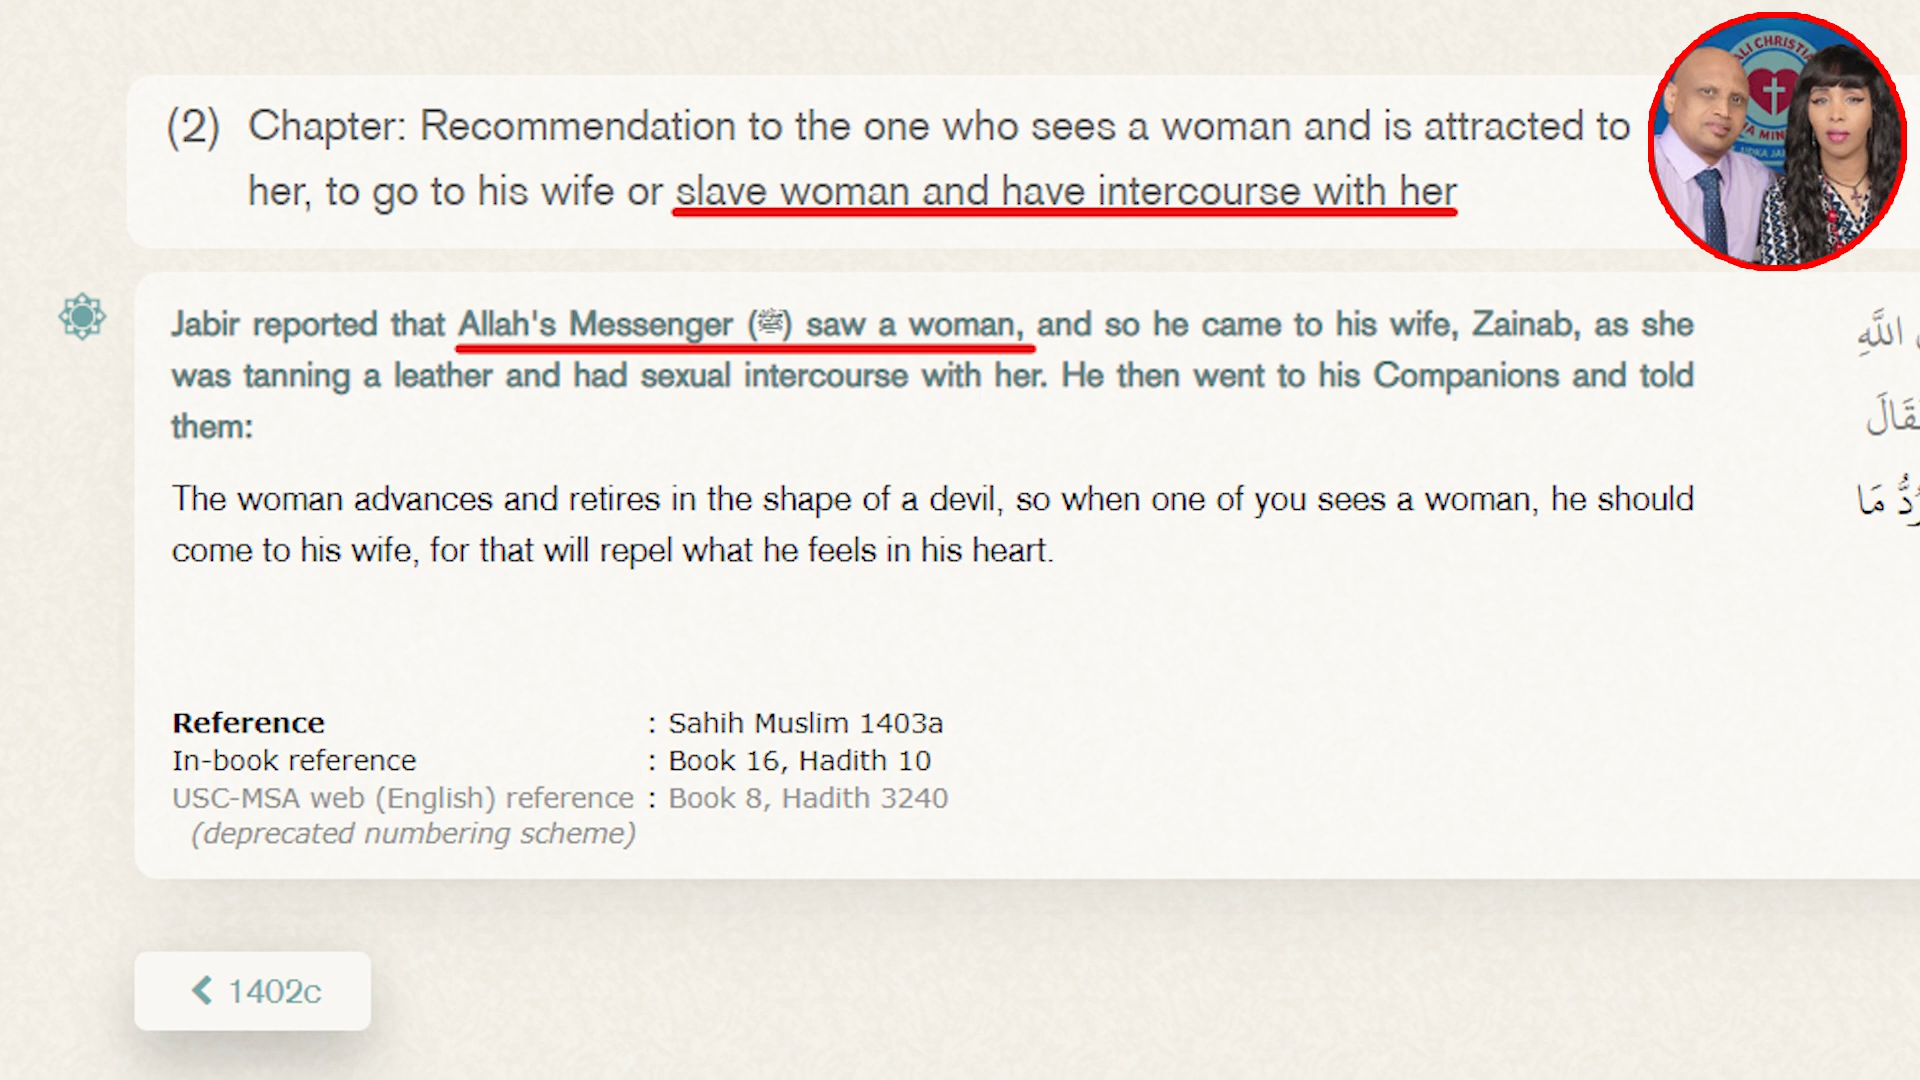 (2) Chapter: Recommendation to the one who sees a woman and is attracted to
her, to go to his wife or slave woman and have intercourse with her
Jabir reported that Allah's Messenger (ﷺ) saw a woman, and so he came to his wife, Zainab, as she
was tanning a leather and had sexual intercourse with her. He then went to his Companions and told
them:
The woman advances and retires in the shape of a devil, so when one of you sees a woman, he should
come to his wife, for that will repel what he feels in his heart.
Reference : Sahih Muslim 1403a
In-book reference : Book 16, Hadith 10
USC-MSA web (English) reference : Book 8, Hadith 3240
(deprecated numbering scheme)
1402c
اللَّهِ
مَا